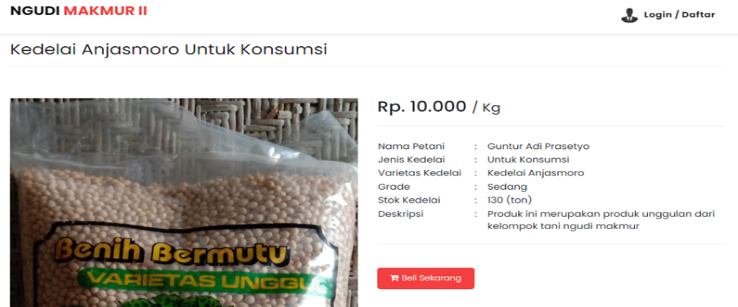 NGUDI MAKMUR II
Login / Daftar
Kedelai Anjasmoro Untuk Konsumsi
Rp. 10.000 / Kg
Nama Petani : Guntur Adi Prasetyo
Jenis Kedelai : Untuk Konsumsi
Varietas Kedelai : Kedelai Anjasmoro
Grade : Sedang
Stok Kedelai : 130 (ton)
Deskripsi : Produk ini merupakan produk unggulan dari
kelompok tani ngudi makmur
Beli Sekarang
Benih Bermutu
VARIETAS UNGGUL